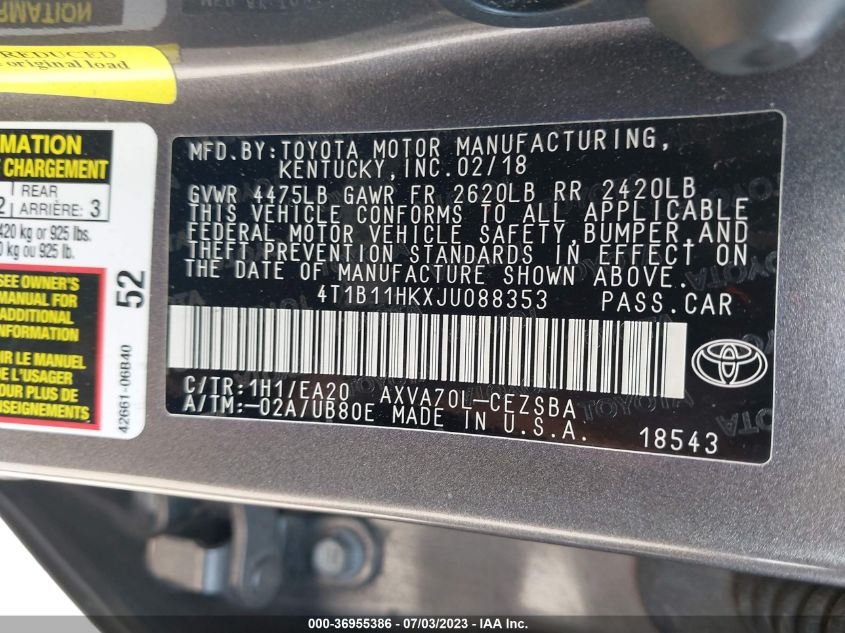 RMATION
REDUCED
original load
MATION
CHARGEMENT
REAR
2 ARRIÈRE: 3
420 kg or 925 lbs.
0 kg ou 925 lb.
SEE OWNER'S
MANUAL FOR
ADDITIONAL
LE MANUEL
DE L'USAGER
POUR PLUS DE
52
42661-06B40
MFD.BY:TOYOTA MOTOR MANUFACTURING,
KENTUCKY,INC.02/18
GVWR 4475LB GAWR FR 2620LB RR 2420LB
THIS VEHICLE CONFORMS TO ALL APPLICABLE
FEDERAL MOTOR VEHICLE SAFETY,BUMPER,AND
THEFT PREVENTION STANDARDS IN EFFECT ON
THE DATE OF MANUFACTURE SHOWN ABOVE.
4T1B11HKXJU088353 PASS.CAR
C/TR:1H1/EA20 AXVA70L-CEZSBA
A/TM:-02A/UB80E MADE IN U.S.A.
18543
000-36955386 - 07/03/2023 - IAA Inc.